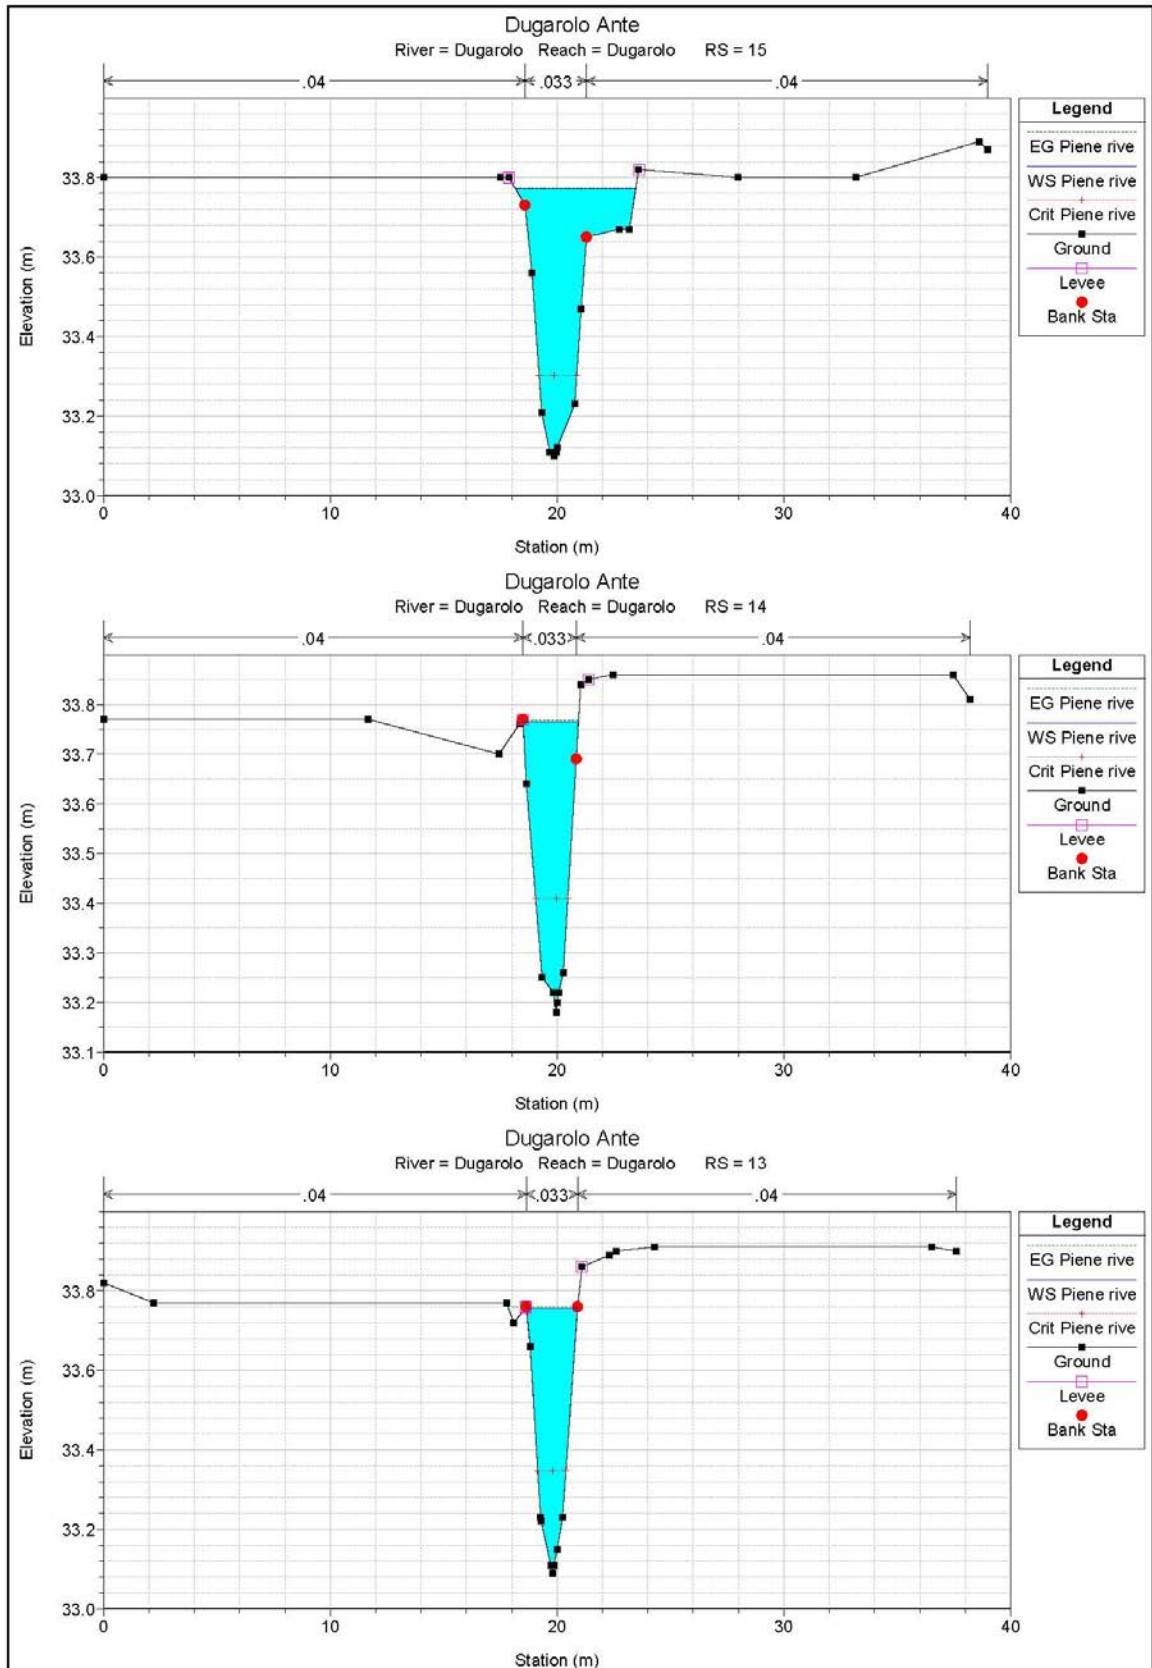 Dugarolo Ante
River = Dugarolo Reach = Dugarolo RS = 15
.04 .033 .04
Legend
EG Piene rive
WS Piene rive
Crit Piene rive
Ground
Levee
Bank Sta
33.8
33.6
33.4
33.2
33.0
Elevation (m)
0 10 20 30 40
Station (m)
Dugarolo Ante
River = Dugarolo Reach = Dugarolo RS = 14
.04 .033 .04
Legend
EG Piene rive
WS Piene rive
Crit Piene rive
Ground
Levee
Bank Sta
33.8
33.7
33.6
33.5
33.4
33.3
33.2
33.1
Elevation (m)
0 10 20 30 40
Station (m)
Dugarolo Ante
River = Dugarolo Reach = Dugarolo RS = 13
.04 .033 .04
Legend
EG Piene rive
WS Piene rive
Crit Piene rive
Ground
Levee
Bank Sta
33.8
33.6
33.4
33.2
33.0
Elevation (m)
0 10 20 30 40
Station (m)